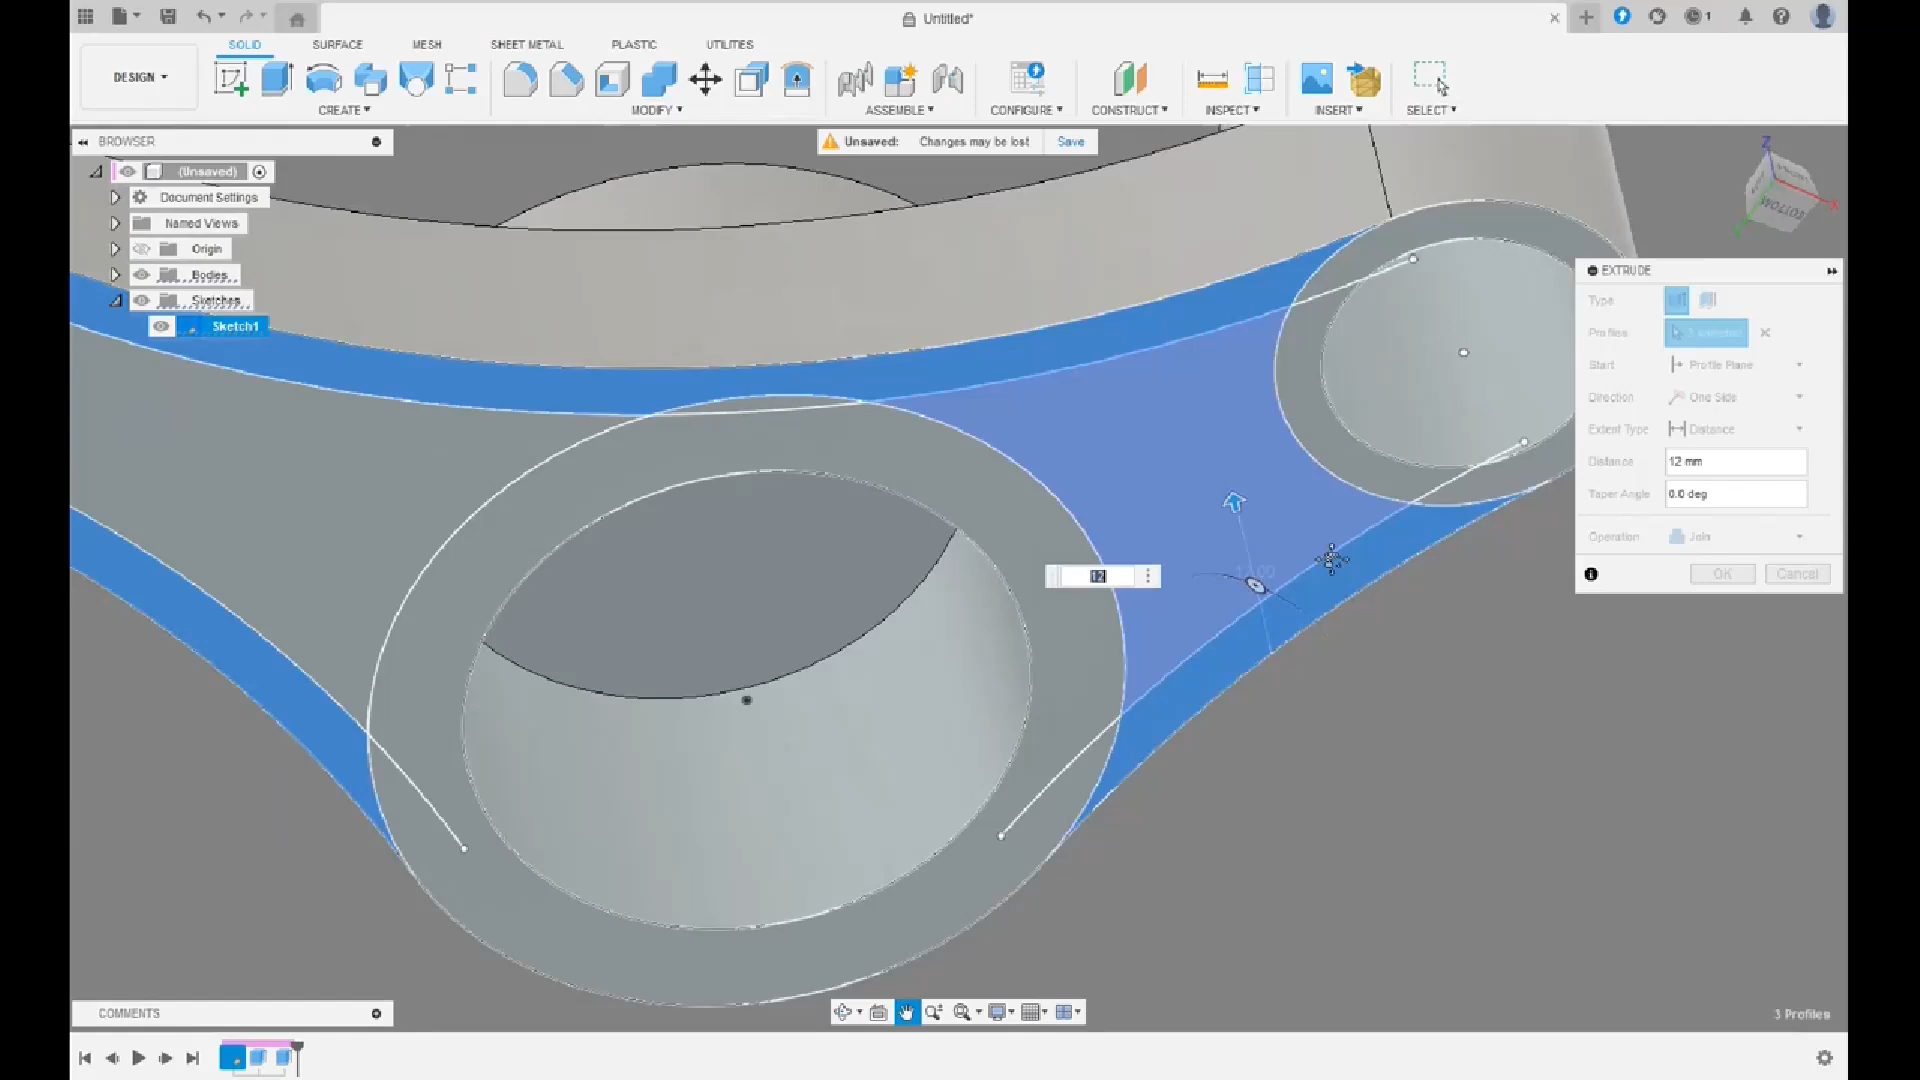 Untitled*
1
DESIGN
SOLID SURFACE MESH SHEET METAL PLASTIC UTILITIES
CREATE MODIFY ASSEMBLE CONFIGURE CONSTRUCT INSPECT INSERT SELECT
BROWSER
Unsaved: Changes may be lost Save
(Unsaved)
Document Settings
Named Views
Origin
Bodies
Sketches
Sketch1
Z
X
BOTTOM
EXTRUDE
Type
Profiles
Start Profile Plane
Direction One Side
Extent Type Distance
Distance 12 mm
Taper Angle 0.0 deg
Operation Join
OK Cancel
12
COMMENTS
3 Profiles